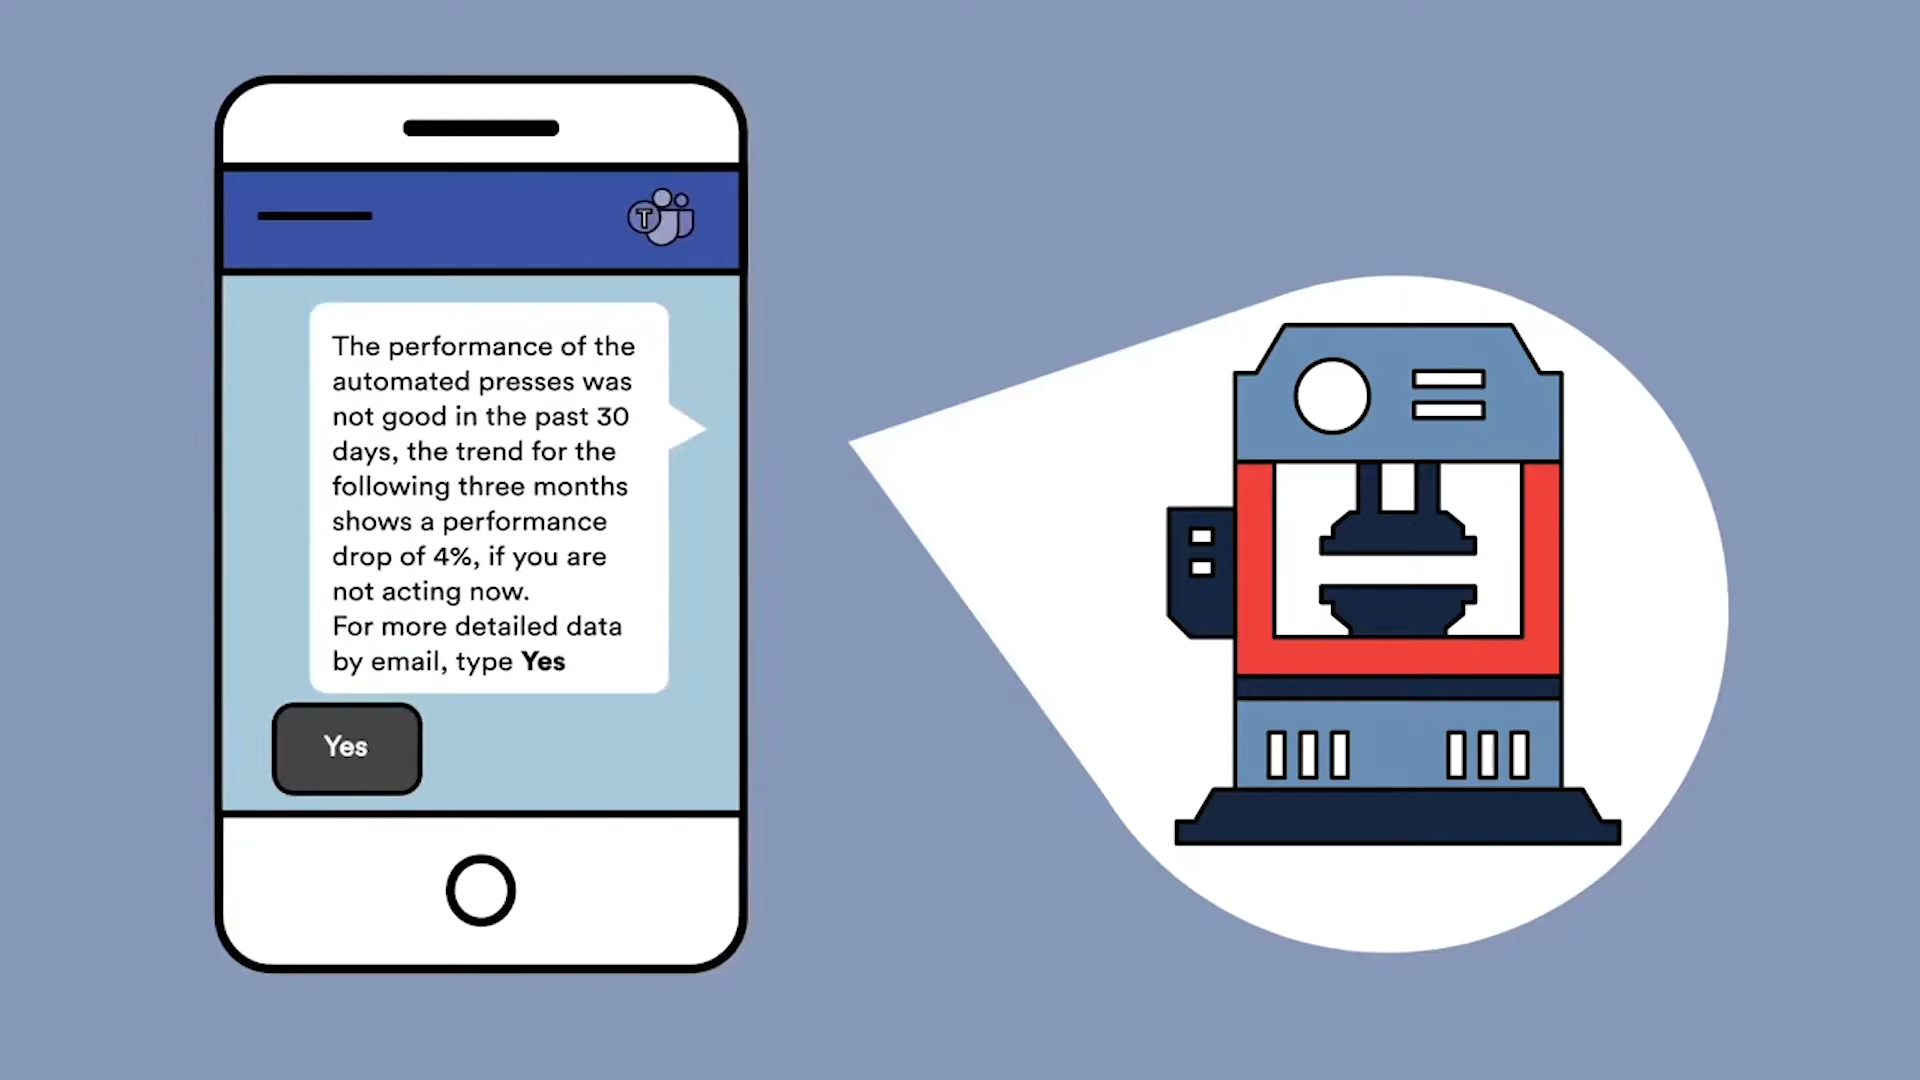 T
The performance of the
automated presses was
not good in the past 30
days, the trend for the
following three months
shows a performance
drop of 4%, if you are
not acting now.
For more detailed data
by email, type Yes
Yes